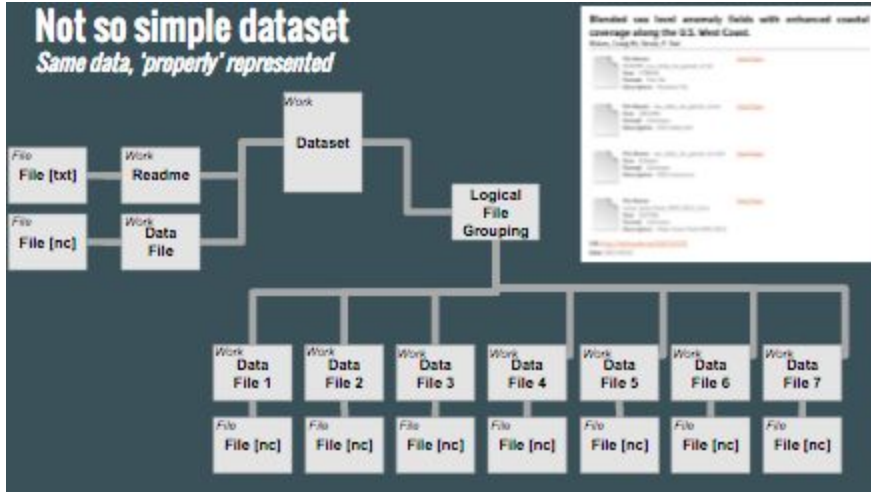 Not so simple dataset
Same data, 'properly' represented
Blended sea level anomaly fields with enhanced coastal
coverage along the U.S. West Coast.
Work
Dataset
File
File [txt]
Work
Readme
File
File [nc]
Work
Data
File
Logical
File
Grouping
Work
Data
File 1
Work
Data
File 2
Work
Data
File 3
Work
Data
File 4
Work
Data
File 5
Work
Data
File 6
Work
Data
File 7
File
File [nc]
File
File [nc]
File
File [nc]
File
File [nc]
File
File [nc]
File
File [nc]
File
File [nc]